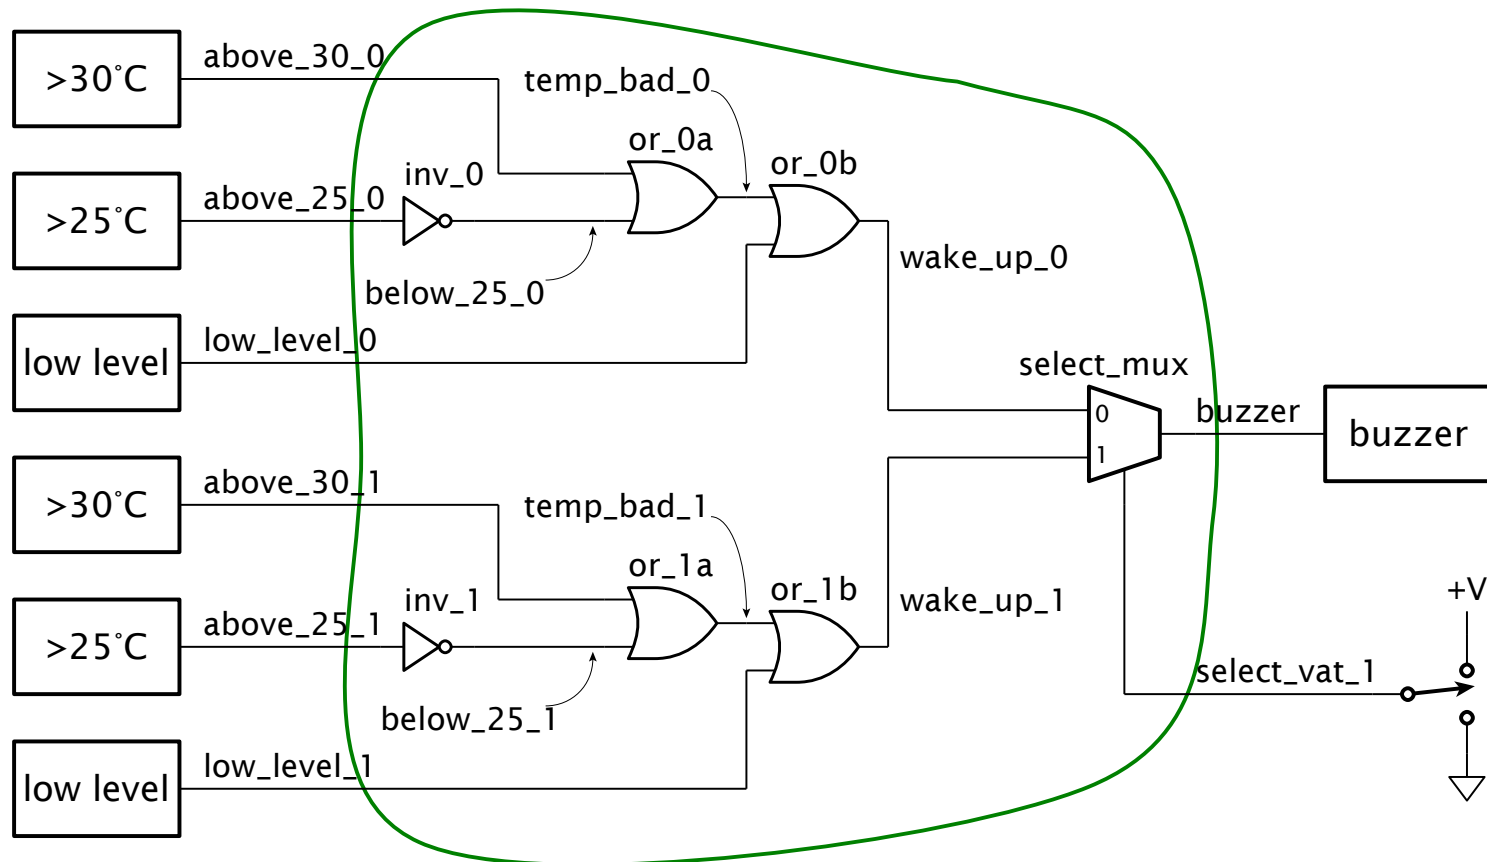 >30°C
above_30_0
temp_bad_0
or_0a
or_0b
>25°C
above_25_0
inv_0
below_25_0
wake_up_0
low level
low_level_0
select_mux
0
1
buzzer
buzzer
>30°C
above_30_1
temp_bad_1
or_1a
or_1b
>25°C
above_25_1
inv_1
below_25_1
wake_up_1
+V
select_vat_1
low level
low_level_1